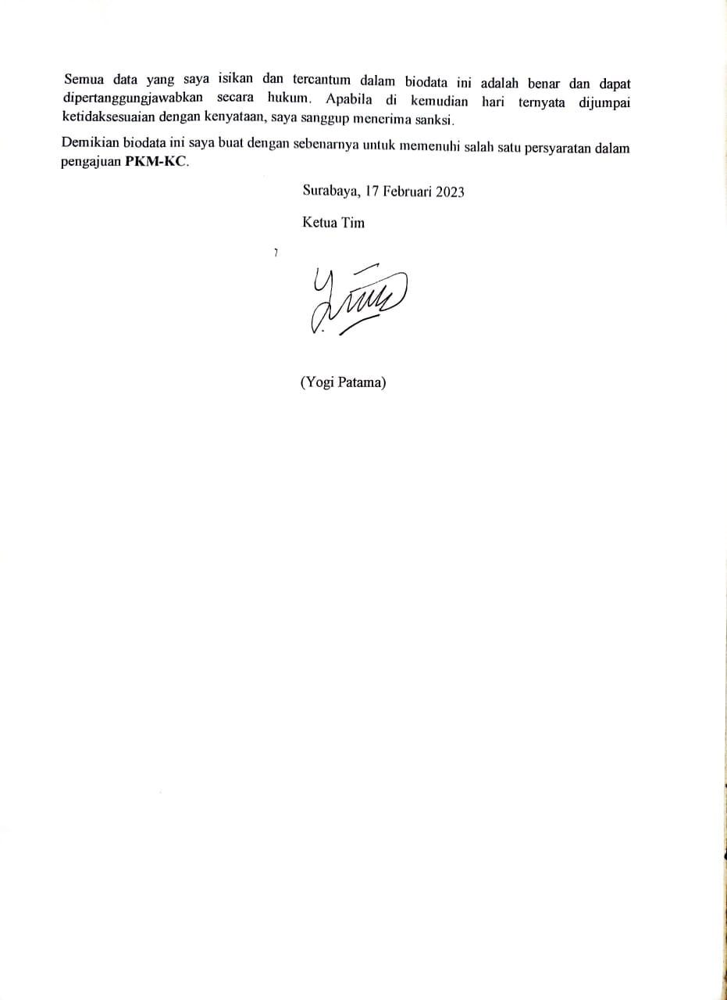 Semua data yang saya isikan dan tercantum dalam biodata ini adalah benar dan dapat
dipertanggungjawabkan secara hukum. Apabila di kemudian hari ternyata dijumpai
ketidaksesuaian dengan kenyataan, saya sanggup menerima sanksi.
Demikian biodata ini saya buat dengan sebenarnya untuk memenuhi salah satu persyaratan dalam
pengajuan PKM-KC.
Surabaya, 17 Februari 2023
Ketua Tim
(Yogi Patama)